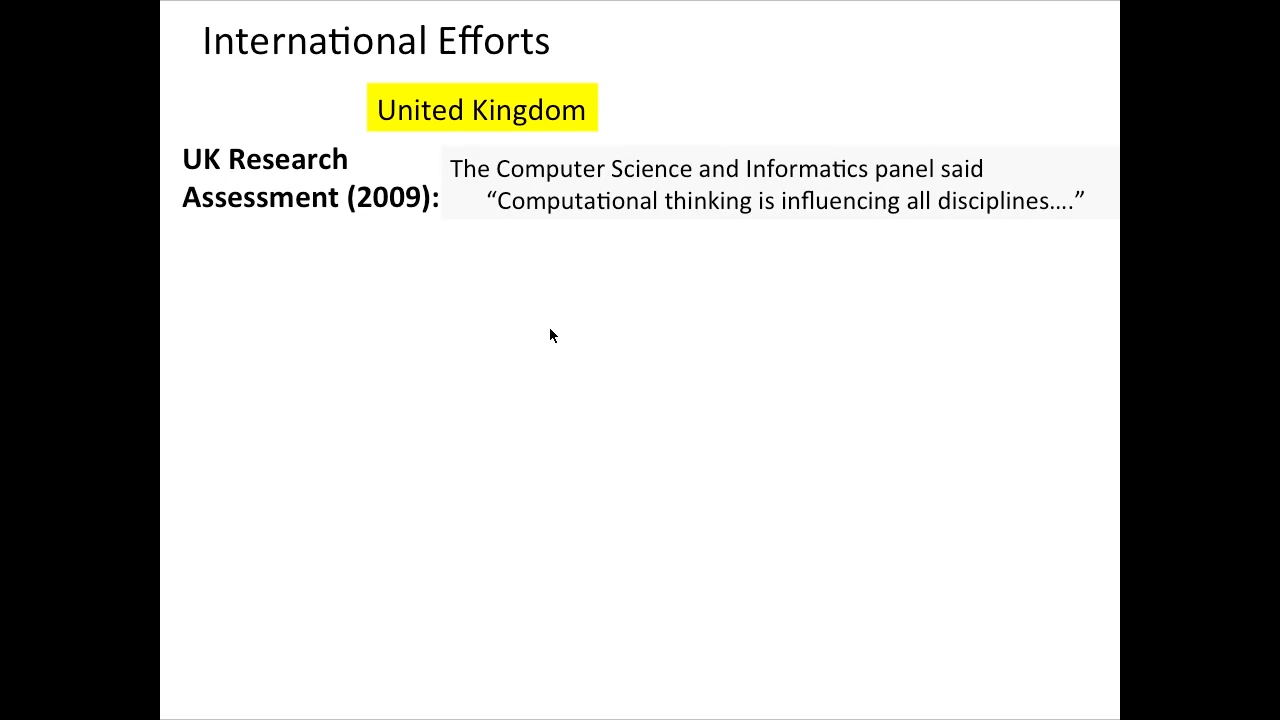 International Efforts
United Kingdom
UK Research
Assessment (2009):
The Computer Science and Informatics panel said
“Computational thinking is influencing all disciplines….”